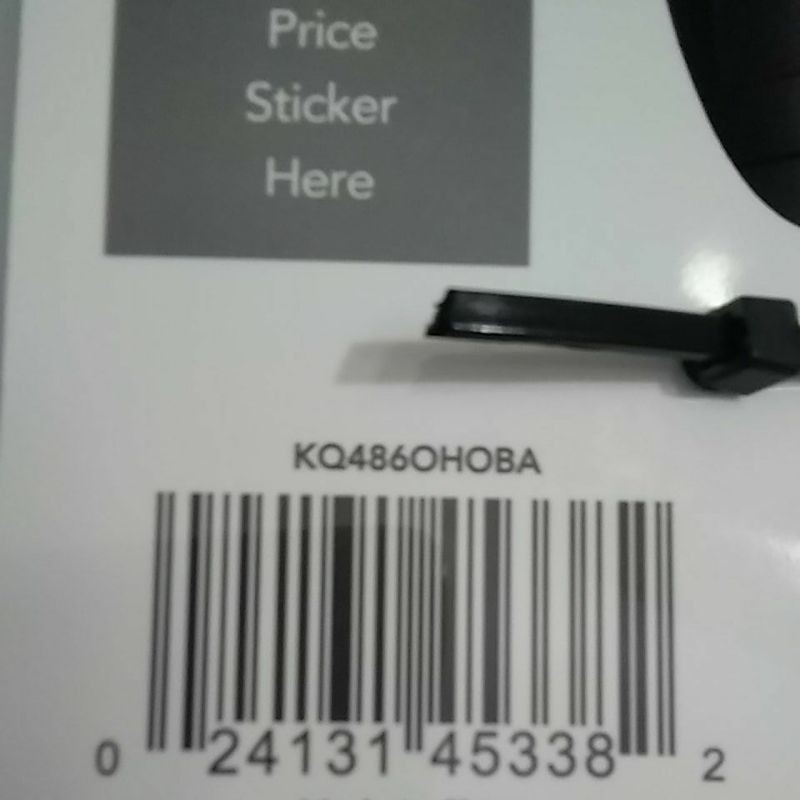 Price
Sticker
Here
KQ486OHOBA
0 24131 45338 2